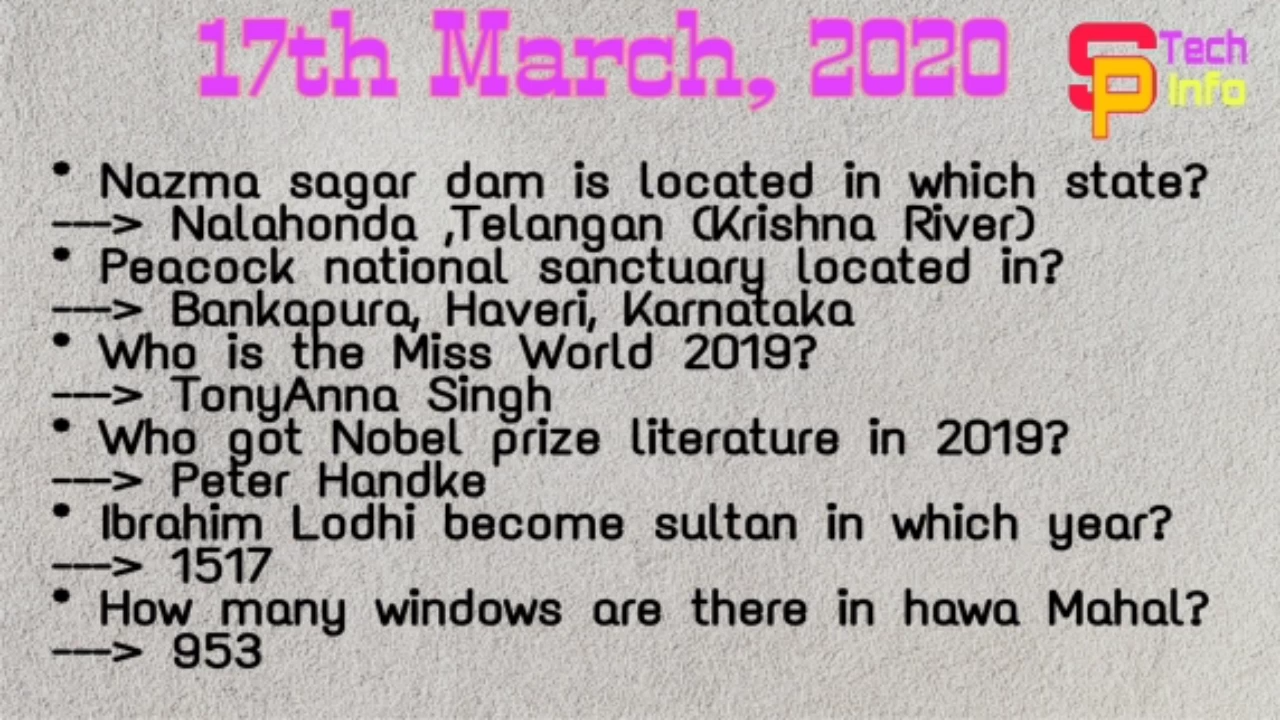 17th March, 2020
SP Tech Info
• Nazma sagar dam is located in which state?
---> Nalahonda ,Telangan (Krishna River)
• Peacock national sanctuary located in?
---> Bankapura, Haveri, Karnataka
• Who is the Miss World 2019?
---> TonyAnna Singh
• Who got Nobel prize literature in 2019?
---> Peter Handke
• Ibrahim Lodhi become sultan in which year?
---> 1517
• How many windows are there in hawa Mahal?
---> 953